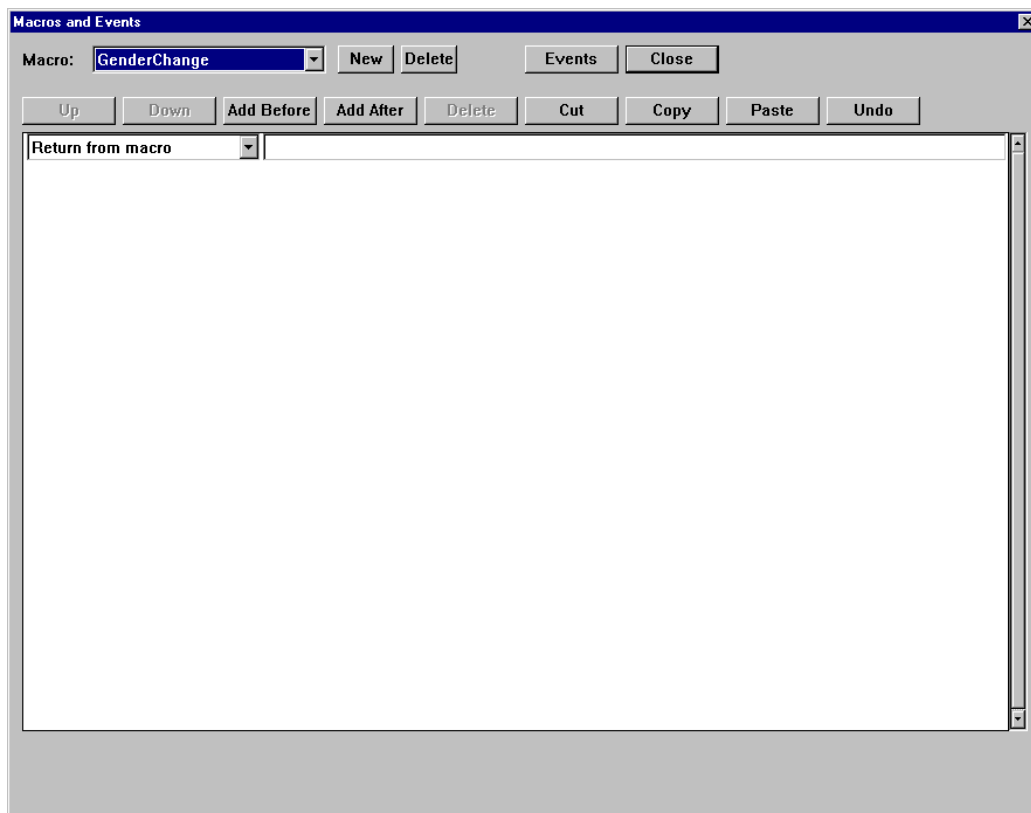 Macros and Events
Macro: GenderChange New Delete Events Close
Up Down Add Before Add After Delete Cut Copy Paste Undo
Return from macro